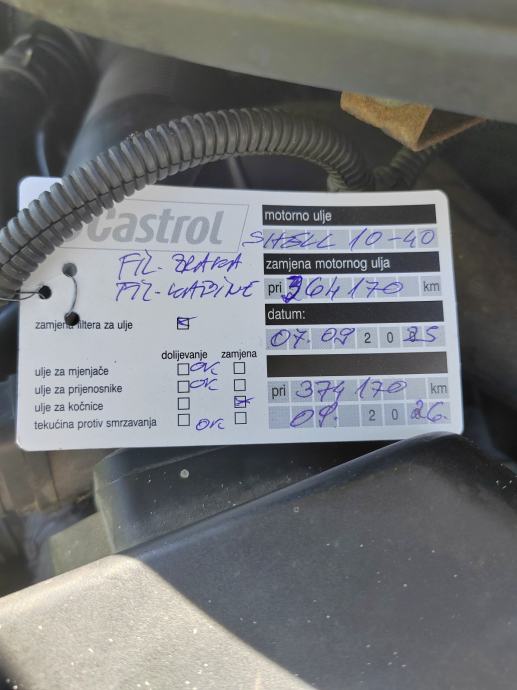 Castrol
FIL-ZRAKA
FIL-KABINE
zamjena filtera za ulje
dolijevanje zamjena
ulje za mjenjače OK
ulje za prijenosnike OK
ulje za kočnice
tekućina protiv smrzavanja OK
motorno ulje
SHELL 10-40
zamjena motornog ulja
pri 364170 km
datum:
07.09 2025
pri 374170 km
09. 2026.